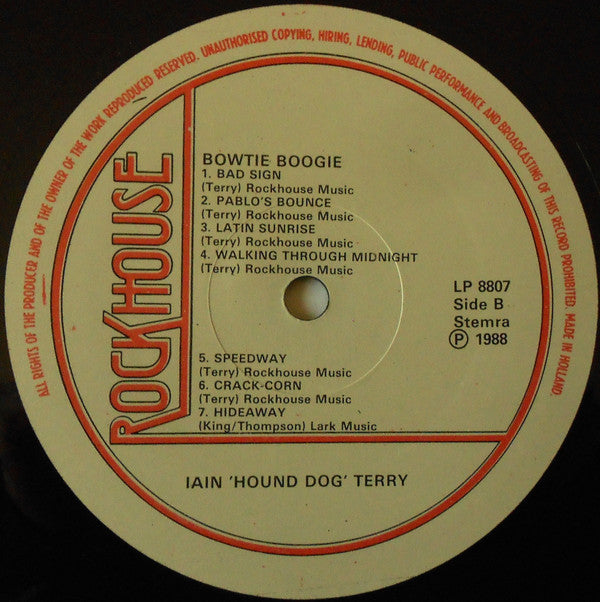 ALL RIGHTS OF THE PRODUCER AND OF THE OWNER OF THE WORK REPRODUCED RESERVED. UNAUTHORISED COPYING, HIRING, LENDING, PUBLIC PERFORMANCE AND BROADCASTING OF THIS RECORD PROHIBITED. MADE IN HOLLAND.
ROCKHOUSE
BOWTIE BOOGIE
1. BAD SIGN
(Terry) Rockhouse Music
2. PABLO'S BOUNCE
(Terry) Rockhouse Music
3. LATIN SUNRISE
(Terry) Rockhouse Music
4. WALKING THROUGH MIDNIGHT
(Terry) Rockhouse Music
LP 8807
Side B
Stemra
Ⓟ 1988
5. SPEEDWAY
(Terry) Rockhouse Music
6. CRACK-CORN
(Terry) Rockhouse Music
7. HIDEAWAY
(King/Thompson) Lark Music
IAIN 'HOUND DOG' TERRY